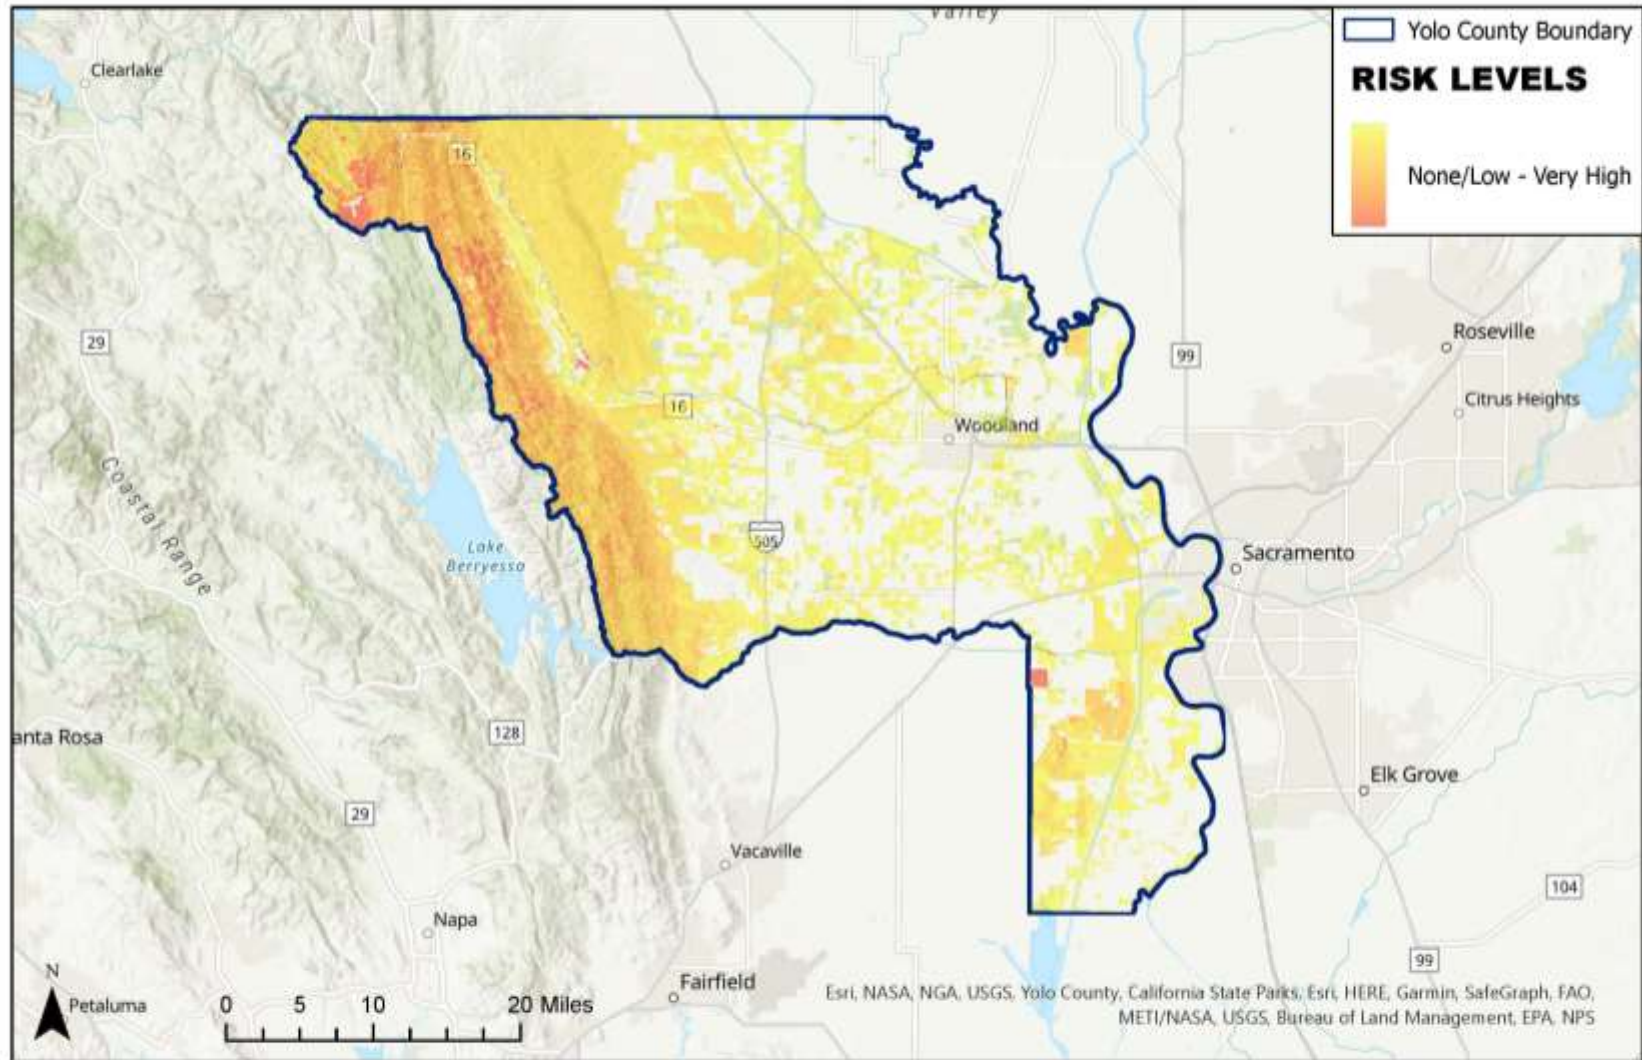 Valley
Yolo County Boundary
RISK LEVELS
None/Low - Very High
Clearlake
16
29
Roseville
99
Citrus Heights
16
Woodland
Coastal Range
505
Lake
Berryessa
Sacramento
128
anta Rosa
Elk Grove
29
Vacaville
104
Napa
99
Fairfield
N
Petaluma
0 5 10 20 Miles
Esri, NASA, NGA, USGS, Yolo County, California State Parks, Esri, HERE, Garmin, SafeGraph, FAO,
METI/NASA, USGS, Bureau of Land Management, EPA, NPS